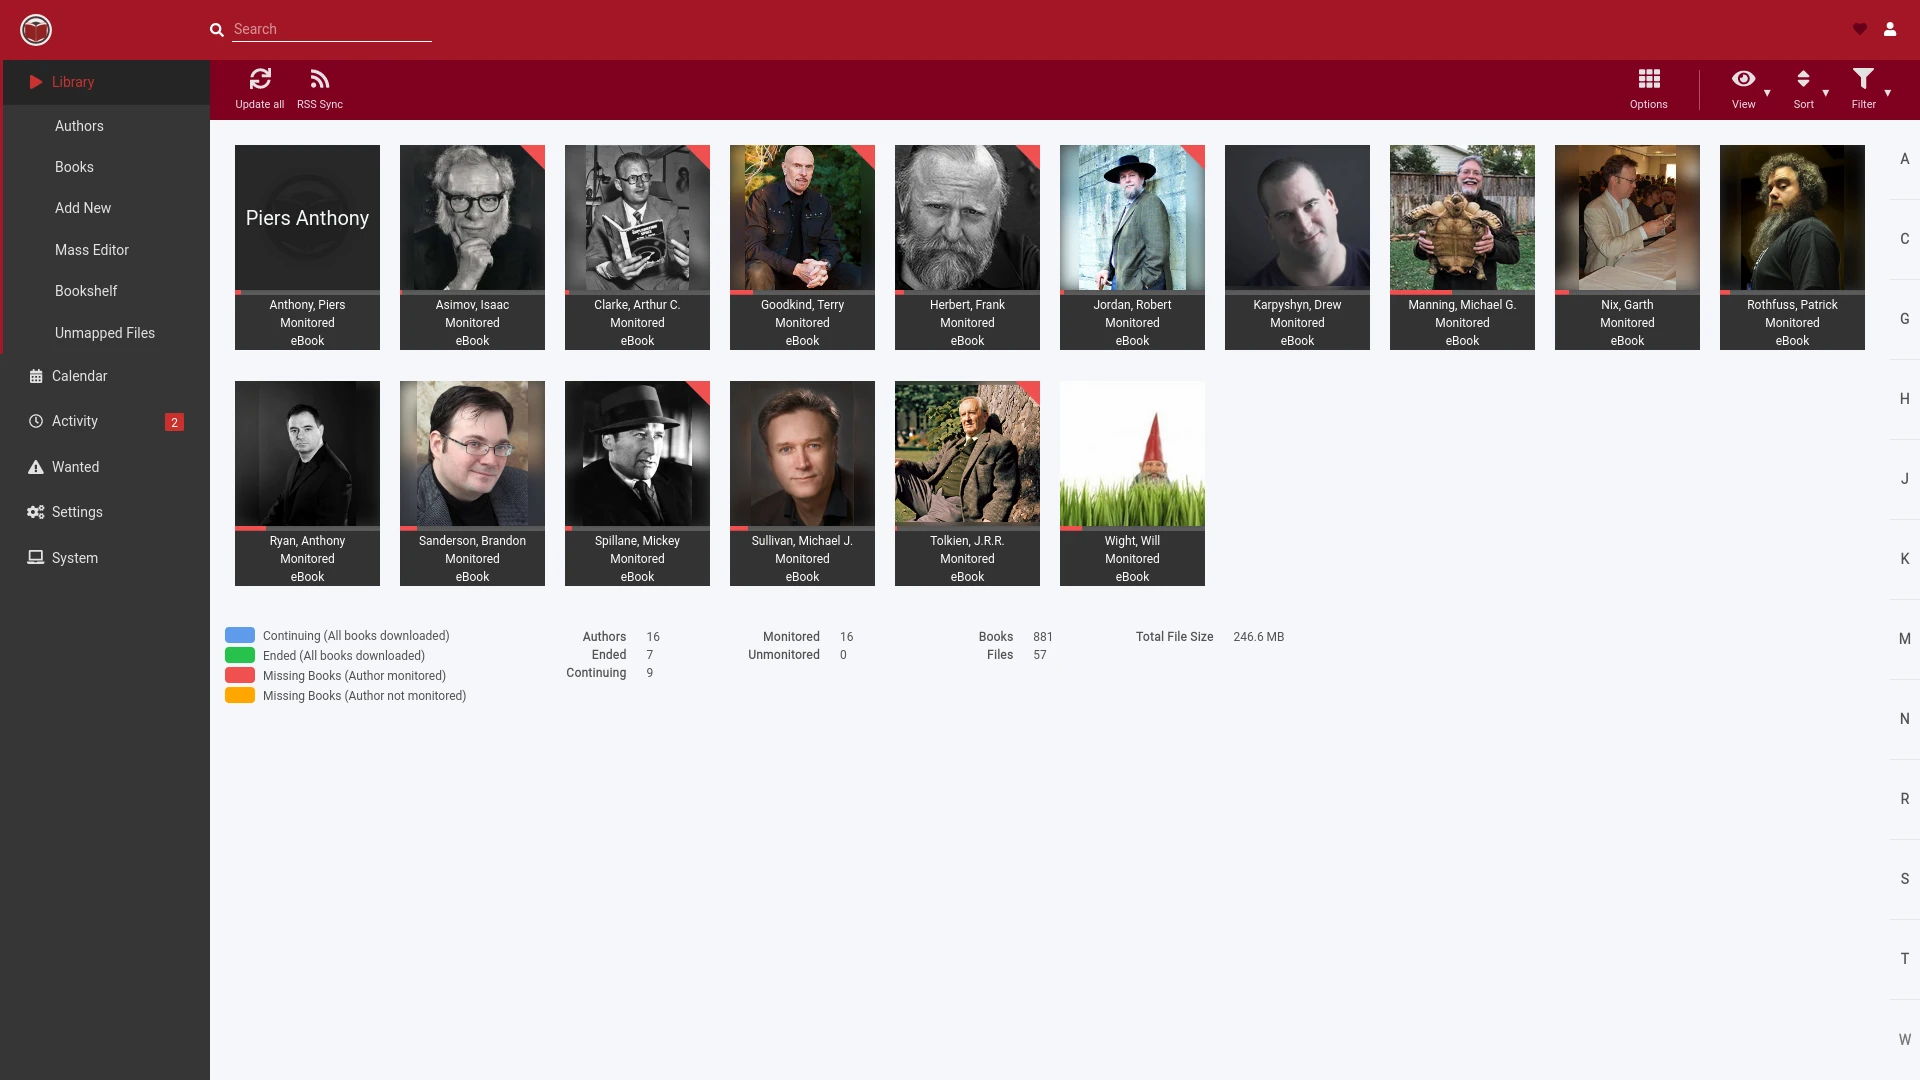 Search
Library
Authors
Books
Add New
Mass Editor
Bookshelf
Unmapped Files
Calendar
Activity 2
Wanted
Settings
System
Update all
RSS Sync
Options
View
Sort
Filter
Piers Anthony
Anthony, Piers
Monitored
eBook
Asimov, Isaac
Monitored
eBook
Clarke, Arthur C.
Monitored
eBook
Goodkind, Terry
Monitored
eBook
Herbert, Frank
Monitored
eBook
Jordan, Robert
Monitored
eBook
Karpyshyn, Drew
Monitored
eBook
Manning, Michael G.
Monitored
eBook
Nix, Garth
Monitored
eBook
Rothfuss, Patrick
Monitored
eBook
Ryan, Anthony
Monitored
eBook
Sanderson, Brandon
Monitored
eBook
Spillane, Mickey
Monitored
eBook
Sullivan, Michael J.
Monitored
eBook
Tolkien, J.R.R.
Monitored
eBook
Wight, Will
Monitored
eBook
Continuing (All books downloaded)
Ended (All books downloaded)
Missing Books (Author monitored)
Missing Books (Author not monitored)
Authors 16
Ended 7
Continuing 9
Monitored 16
Unmonitored 0
Books 881
Files 57
Total File Size 246.6 MB
A
C
G
H
J
K
M
N
R
S
T
W